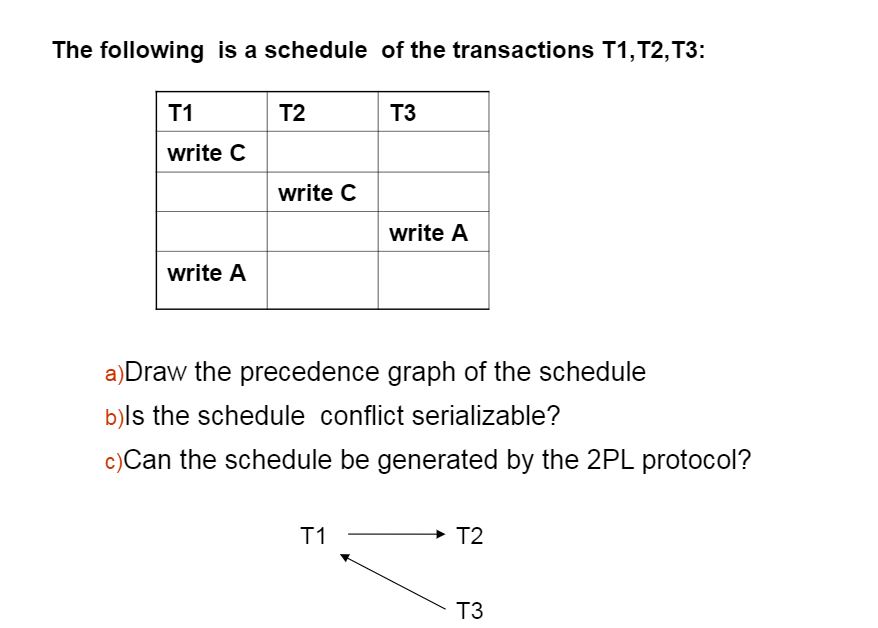 The following is a schedule of the transactions T1,T2,T3:
T1 T2 T3
write C
write C
write A
write A
a)Draw the precedence graph of the schedule
b)Is the schedule conflict serializable?
c)Can the schedule be generated by the 2PL protocol?
T1 T2
T3